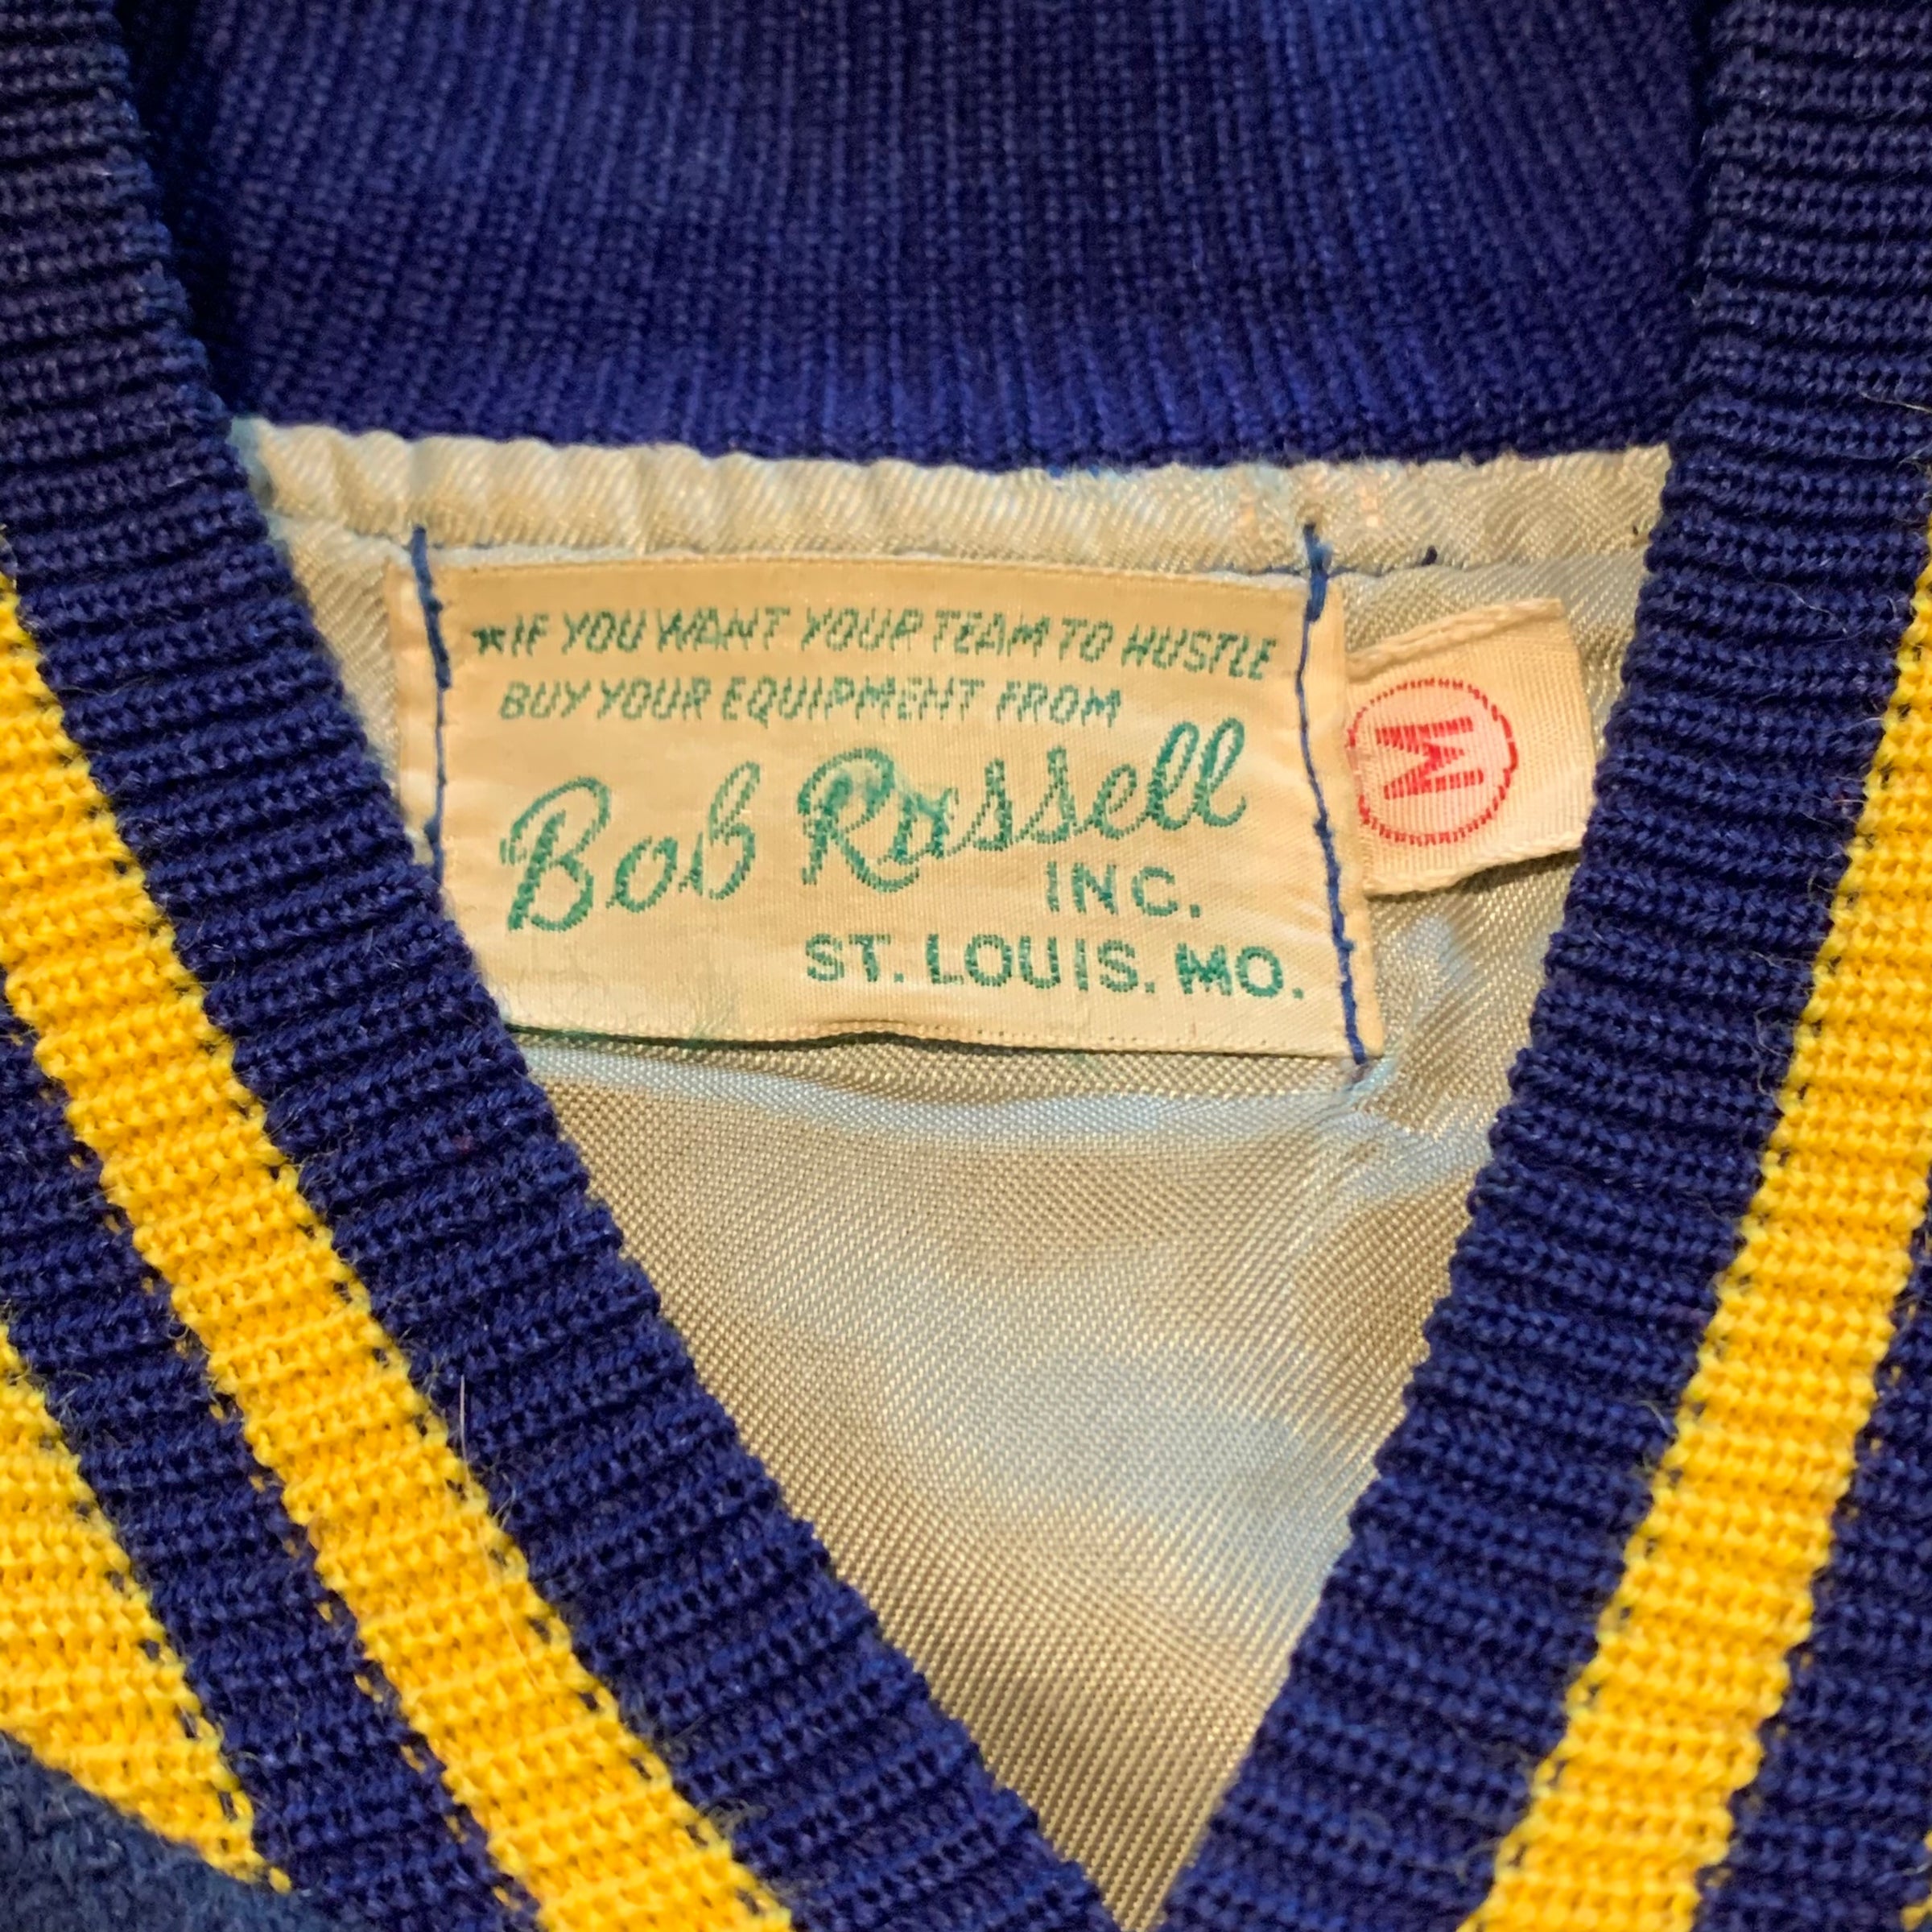 *IF YOU WANT YOUR TEAM TO HUSTLE
BUY YOUR EQUIPMENT FROM
Bob Russell
INC.
ST. LOUIS. MO.
M